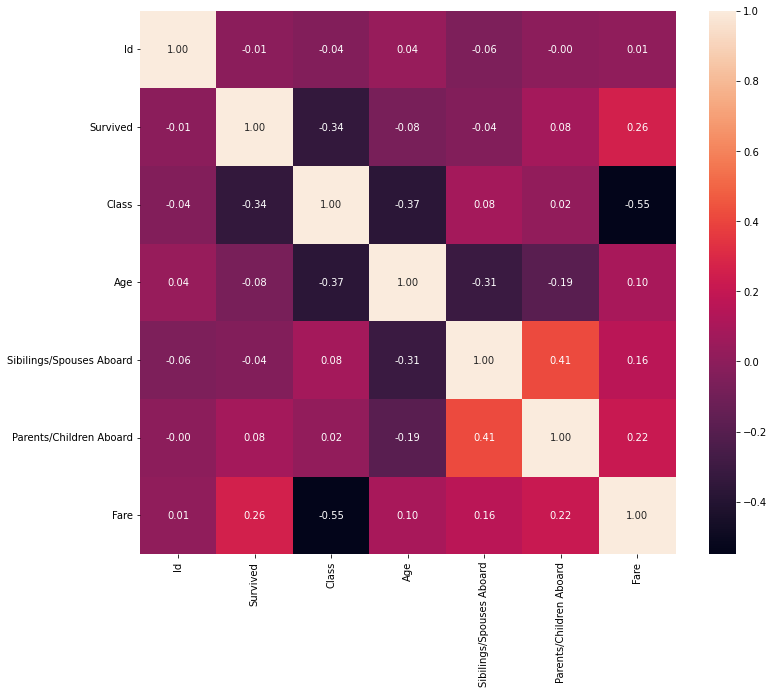 Id 1.00 -0.01 -0.04 0.04 -0.06 -0.00 0.01
Survived -0.01 1.00 -0.34 -0.08 -0.04 0.08 0.26
Class -0.04 -0.34 1.00 -0.37 0.08 0.02 -0.55
Age 0.04 -0.08 -0.37 1.00 -0.31 -0.19 0.10
Sibilings/Spouses Aboard -0.06 -0.04 0.08 -0.31 1.00 0.41 0.16
Parents/Children Aboard -0.00 0.08 0.02 -0.19 0.41 1.00 0.22
Fare 0.01 0.26 -0.55 0.10 0.16 0.22 1.00
Id
Survived
Class
Age
Sibilings/Spouses Aboard
Parents/Children Aboard
Fare
1.0
0.8
0.6
0.4
0.2
0.0
−0.2
−0.4